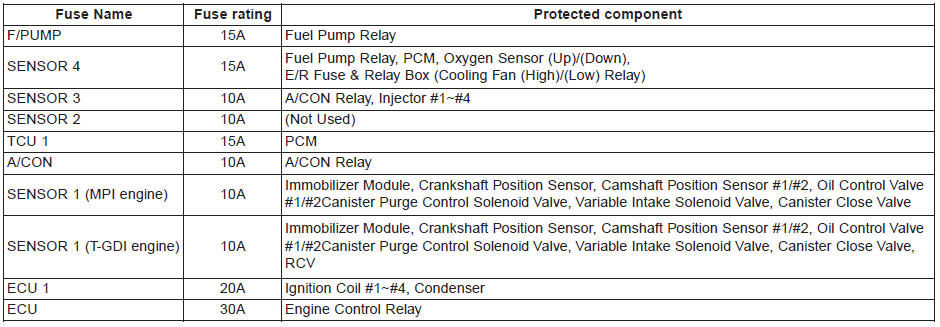 Fuse Name Fuse rating Protected component
F/PUMP 15A Fuel Pump Relay
SENSOR 4 15A Fuel Pump Relay, PCM, Oxygen Sensor (Up)/(Down),
E/R Fuse & Relay Box (Cooling Fan (High)/(Low) Relay)
SENSOR 3 10A A/CON Relay, Injector #1~#4
SENSOR 2 10A (Not Used)
TCU 1 15A PCM
A/CON 10A A/CON Relay
SENSOR 1 (MPI engine) 10A Immobilizer Module, Crankshaft Position Sensor, Camshaft Position Sensor #1/#2, Oil Control Valve
#1/#2Canister Purge Control Solenoid Valve, Variable Intake Solenoid Valve, Canister Close Valve
SENSOR 1 (T-GDI engine) 10A Immobilizer Module, Crankshaft Position Sensor, Camshaft Position Sensor #1/#2, Oil Control Valve
#1/#2Canister Purge Control Solenoid Valve, Variable Intake Solenoid Valve, Canister Close Valve,
RCV
ECU 1 20A Ignition Coil #1~#4, Condenser
ECU 30A Engine Control Relay